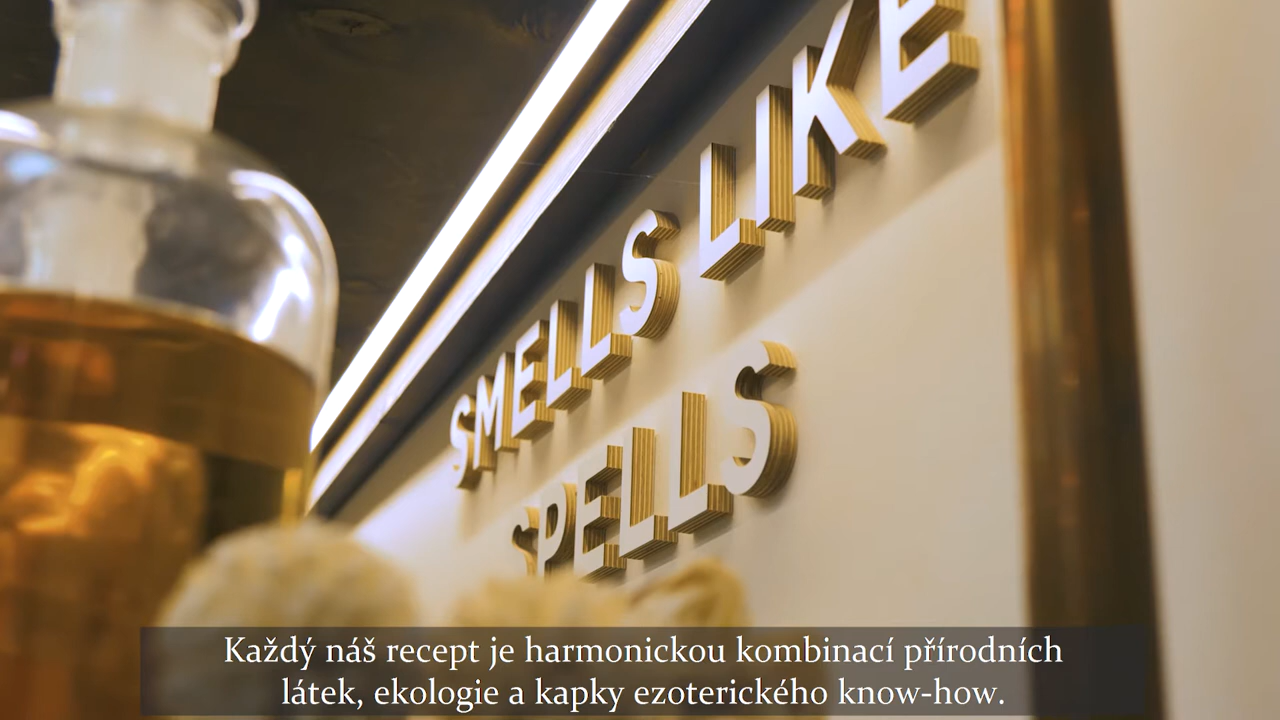 SMELLS LIKE
SPELLS
Každý náš recept je harmonickou kombinací přírodních
látek, ekologie a kapky ezoterického know-how.